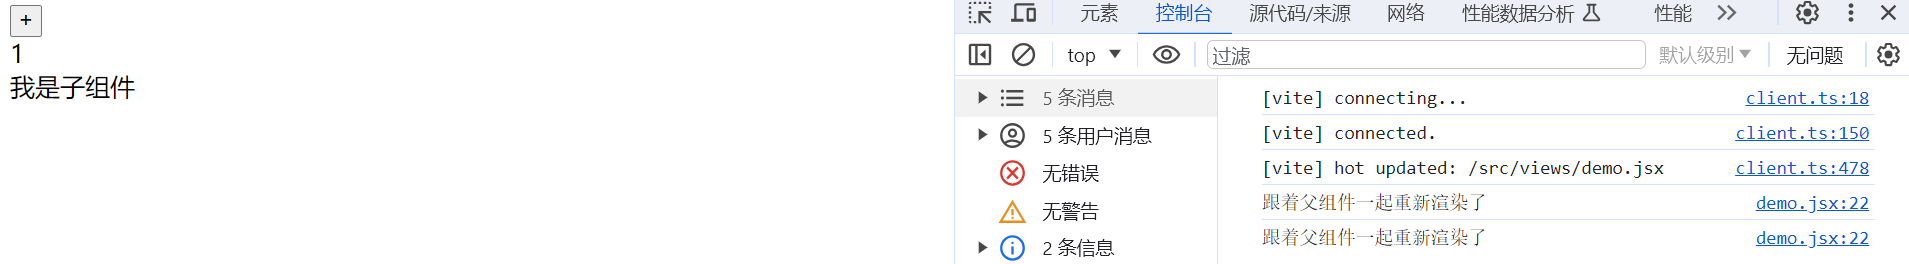 +
1
我是子组件
元素 控制台 源代码/来源 网络 性能数据分析 性能
top 过滤 默认级别 无问题
5 条消息
5 条用户消息
无错误
无警告
2 条信息
[vite] connecting... client.ts:18
[vite] connected. client.ts:150
[vite] hot updated: /src/views/demo.jsx client.ts:478
跟着父组件一起重新渲染了 demo.jsx:22
跟着父组件一起重新渲染了 demo.jsx:22